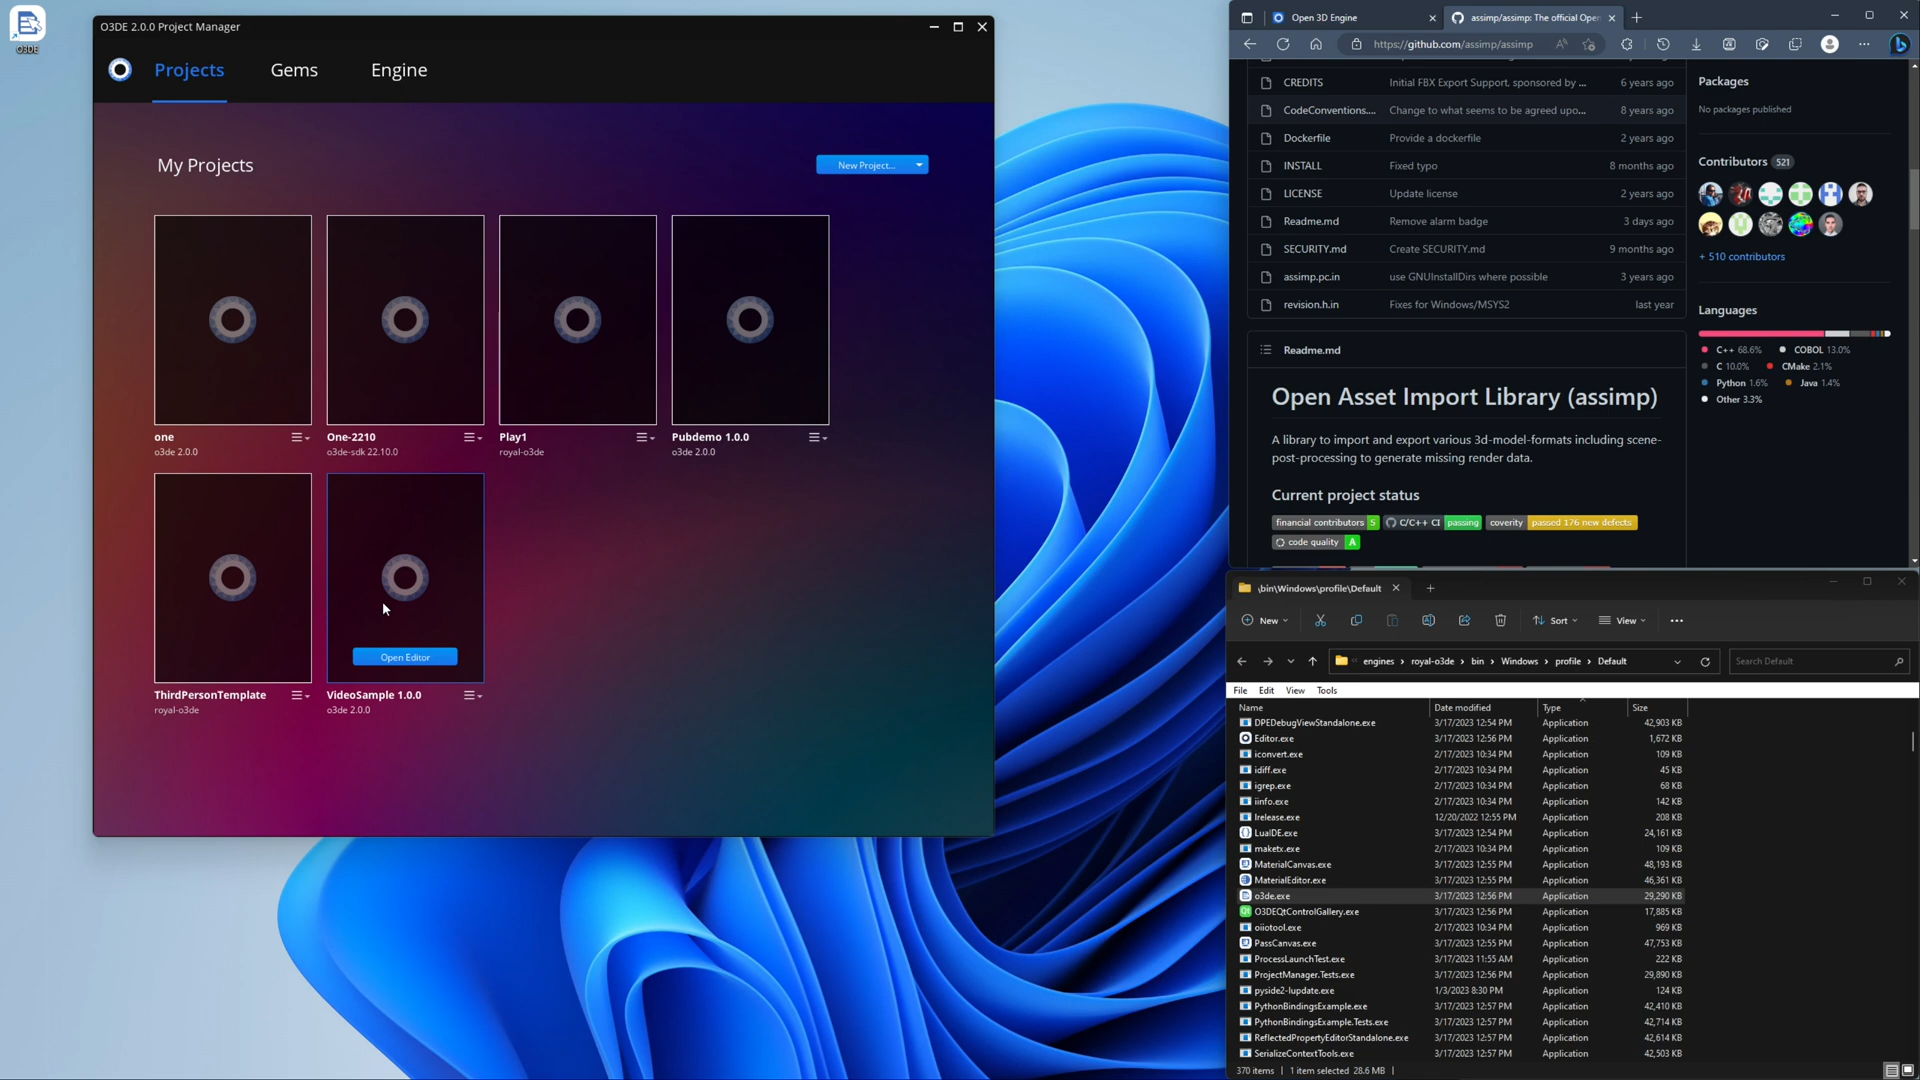 O3DE
O3DE 2.0.0 Project Manager
Projects
Gems
Engine
My Projects
New Project...
one
o3de 2.0.0
One-2210
o3de-sdk 22.10.0
Play1
royal-o3de
Pubdemo 1.0.0
o3de 2.0.0
Open Editor
ThirdPersonTemplate
royal-o3de
VideoSample 1.0.0
o3de 2.0.0
Open 3D Engine
assimp/assimp: The official Open
https://github.com/assimp/assimp
CREDITS Initial FBX Export Support, sponsored by ... 6 years ago
CodeConventions.... Change to what seems to be agreed upo... 8 years ago
Dockerfile Provide a dockerfile 2 years ago
INSTALL Fixed typo 8 months ago
LICENSE Update license 2 years ago
Readme.md Remove alarm badge 3 days ago
SECURITY.md Create SECURITY.md 9 months ago
assimp.pc.in use GNUInstallDirs where possible 3 years ago
revision.h.in Fixes for Windows/MSYS2 last year
Readme.md
Open Asset Import Library (assimp)
A library to import and export various 3d-model-formats including scene-
post-processing to generate missing render data.
Current project status
financial contributors 5 C/C++ CI passing coverity passed 176 new defects
code quality A
Packages
No packages published
Contributors 521
+ 510 contributors
Languages
C++ 68.6% COBOL 13.0%
C 10.0% CMake 2.1%
Python 1.6% Java 1.4%
Other 3.3%
\bin\Windows\profile\Default
New Sort View
engines > royal-o3de > bin > Windows > profile > Default
Search Default
File Edit View Tools
Name Date modified Type Size
DPEDebugViewStandalone.exe 3/17/2023 12:54 PM Application 42,903 KB
Editor.exe 3/17/2023 12:56 PM Application 1,672 KB
iconvert.exe 2/17/2023 10:34 PM Application 109 KB
idiff.exe 2/17/2023 10:34 PM Application 45 KB
igrep.exe 2/17/2023 10:34 PM Application 68 KB
iinfo.exe 2/17/2023 10:34 PM Application 142 KB
lrelease.exe 12/20/2022 12:55 PM Application 208 KB
LuaIDE.exe 3/17/2023 12:54 PM Application 24,161 KB
maketx.exe 2/17/2023 10:34 PM Application 109 KB
MaterialCanvas.exe 3/17/2023 12:55 PM Application 48,193 KB
MaterialEditor.exe 3/17/2023 12:55 PM Application 46,361 KB
o3de.exe 3/17/2023 12:56 PM Application 29,290 KB
O3DEQtControlGallery.exe 3/17/2023 12:56 PM Application 17,885 KB
oiiotool.exe 2/17/2023 10:34 PM Application 969 KB
PassCanvas.exe 3/17/2023 12:55 PM Application 47,753 KB
ProcessLaunchTest.exe 3/17/2023 11:55 AM Application 222 KB
ProjectManager.Tests.exe 3/17/2023 12:56 PM Application 29,890 KB
pyside2-lupdate.exe 1/3/2023 8:30 PM Application 124 KB
PythonBindingsExample.exe 3/17/2023 12:57 PM Application 42,410 KB
PythonBindingsExample.Tests.exe 3/17/2023 12:57 PM Application 42,714 KB
ReflectedPropertyEditorStandalone.exe 3/17/2023 12:57 PM Application 42,614 KB
SerializeContextTools.exe 3/17/2023 12:57 PM Application 42,503 KB
370 items 1 item selected 28.6 MB